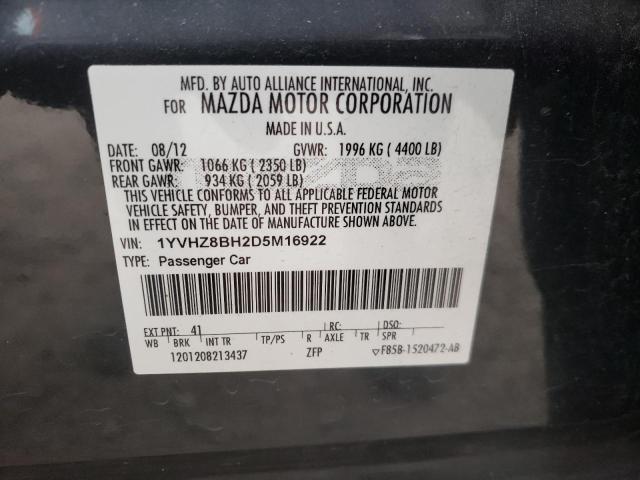 MFD. BY AUTO ALLIANCE INTERNATIONAL, INC.
FOR MAZDA MOTOR CORPORATION
MADE IN U.S.A.
DATE: 08/12 GVWR: 1996 KG ( 4400 LB)
FRONT GAWR: 1066 KG ( 2350 LB)
REAR GAWR: 934 KG ( 2059 LB)
THIS VEHICLE CONFORMS TO ALL APPLICABLE FEDERAL MOTOR
VEHICLE SAFETY, BUMPER, AND THEFT PREVENTION STANDARDS
IN EFFECT ON THE DATE OF MANUFACTURE SHOWN ABOVE.
VIN: 1YVHZ8BH2D5M16922
TYPE: Passenger Car
EXT PNT: 41 RC: DSO:
WB BRK INT TR TP/PS R AXLE TR SPR
1201208213437 ZFP ▽F85B-1520472-AB